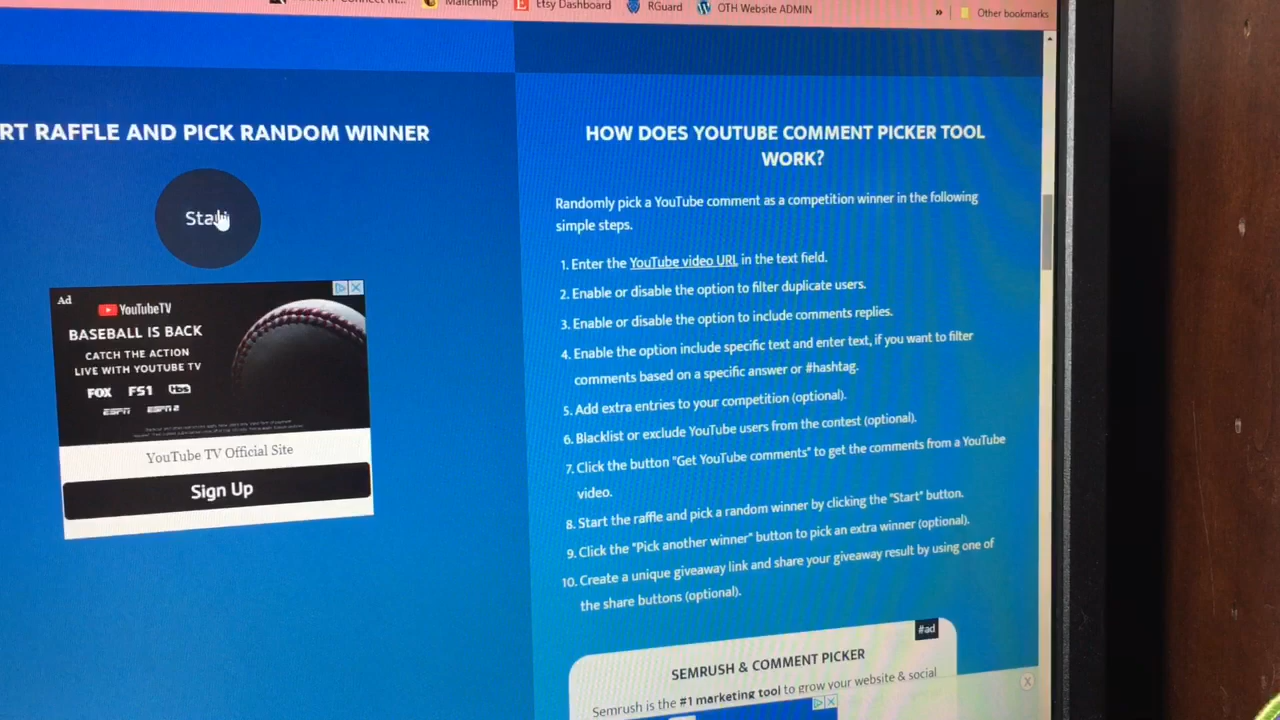 Mailchimp
Etsy Dashboard
RGuard
OTH Website ADMIN
»
Other bookmarks
RT RAFFLE AND PICK RANDOM WINNER
Sta
Ad
YouTubeTV
BASEBALL IS BACK
CATCH THE ACTION
LIVE WITH YOUTUBE TV
FOX FS1 tbs
ESPN ESPN2
YouTube TV Official Site
Sign Up
HOW DOES YOUTUBE COMMENT PICKER TOOL
WORK?
Randomly pick a YouTube comment as a competition winner in the following
simple steps.
1. Enter the YouTube video URL in the text field.
2. Enable or disable the option to filter duplicate users.
3. Enable or disable the option to include comments replies.
4. Enable the option include specific text and enter text, if you want to filter
comments based on a specific answer or #hashtag.
5. Add extra entries to your competition (optional).
6. Blacklist or exclude YouTube users from the contest (optional).
7. Click the button "Get YouTube comments" to get the comments from a YouTube
video.
8. Start the raffle and pick a random winner by clicking the "Start" button.
9. Click the "Pick another winner" button to pick an extra winner (optional).
10. Create a unique giveaway link and share your giveaway result by using one of
the share buttons (optional).
#ad
SEMRUSH & COMMENT PICKER
Semrush is the #1 marketing tool to grow your website & social